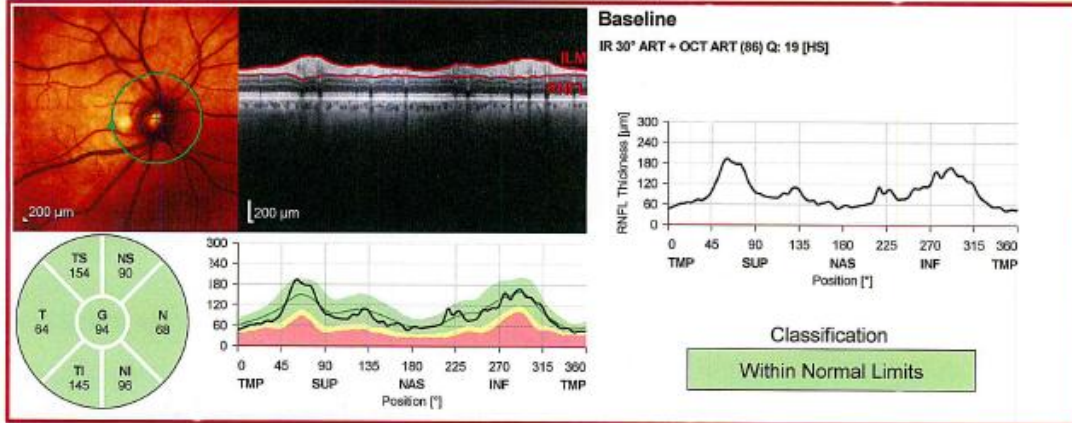 Baseline
IR 30° ART + OCT ART (86) Q: 19 [HS]
ILM
RNFL
200 µm
200 µm
RNFL Thickness [µm]
300
240
180
120
60
0
0 45 90 135 180 225 270 315 360
TMP SUP NAS INF TMP
Position [°]
TS
154
NS
90
T
64
G
94
N
68
TI
145
NI
96
300
240
180
120
60
0
0 45 90 135 180 225 270 315 360
TMP SUP NAS INF TMP
Position [°]
Classification
Within Normal Limits